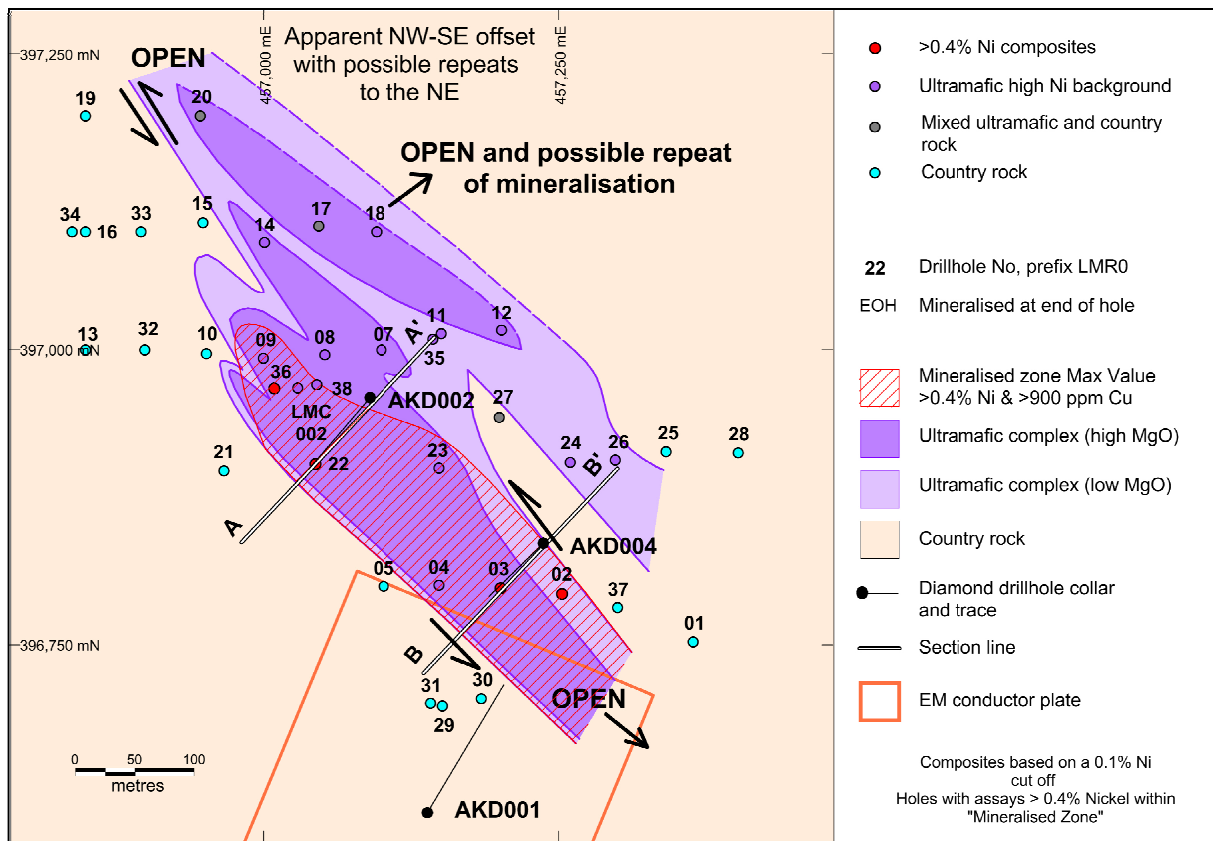 397,250 mN
OPEN
Apparent NW-SE offset
with possible repeats
to the NE
457,000 mE
457,250 mE
19
20
OPEN and possible repeat
of mineralisation
34
16
33
15
14
17
18
397,000 mN
13
32
10
09
08
07
A'
11
35
12
36
38
LMC
002
AKD002
27
21
22
23
24
26
25
28
B'
A
AKD004
05
04
03
02
37
01
396,750 mN
B
31
29
30
OPEN
0 50 100
metres
AKD001
>0.4% Ni composites
Ultramafic high Ni background
Mixed ultramafic and country
rock
Country rock
22 Drillhole No, prefix LMR0
EOH Mineralised at end of hole
Mineralised zone Max Value
>0.4% Ni & >900 ppm Cu
Ultramafic complex (high MgO)
Ultramafic complex (low MgO)
Country rock
Diamond drillhole collar
and trace
Section line
EM conductor plate
Composites based on a 0.1% Ni
cut off
Holes with assays > 0.4% Nickel within
"Mineralised Zone"